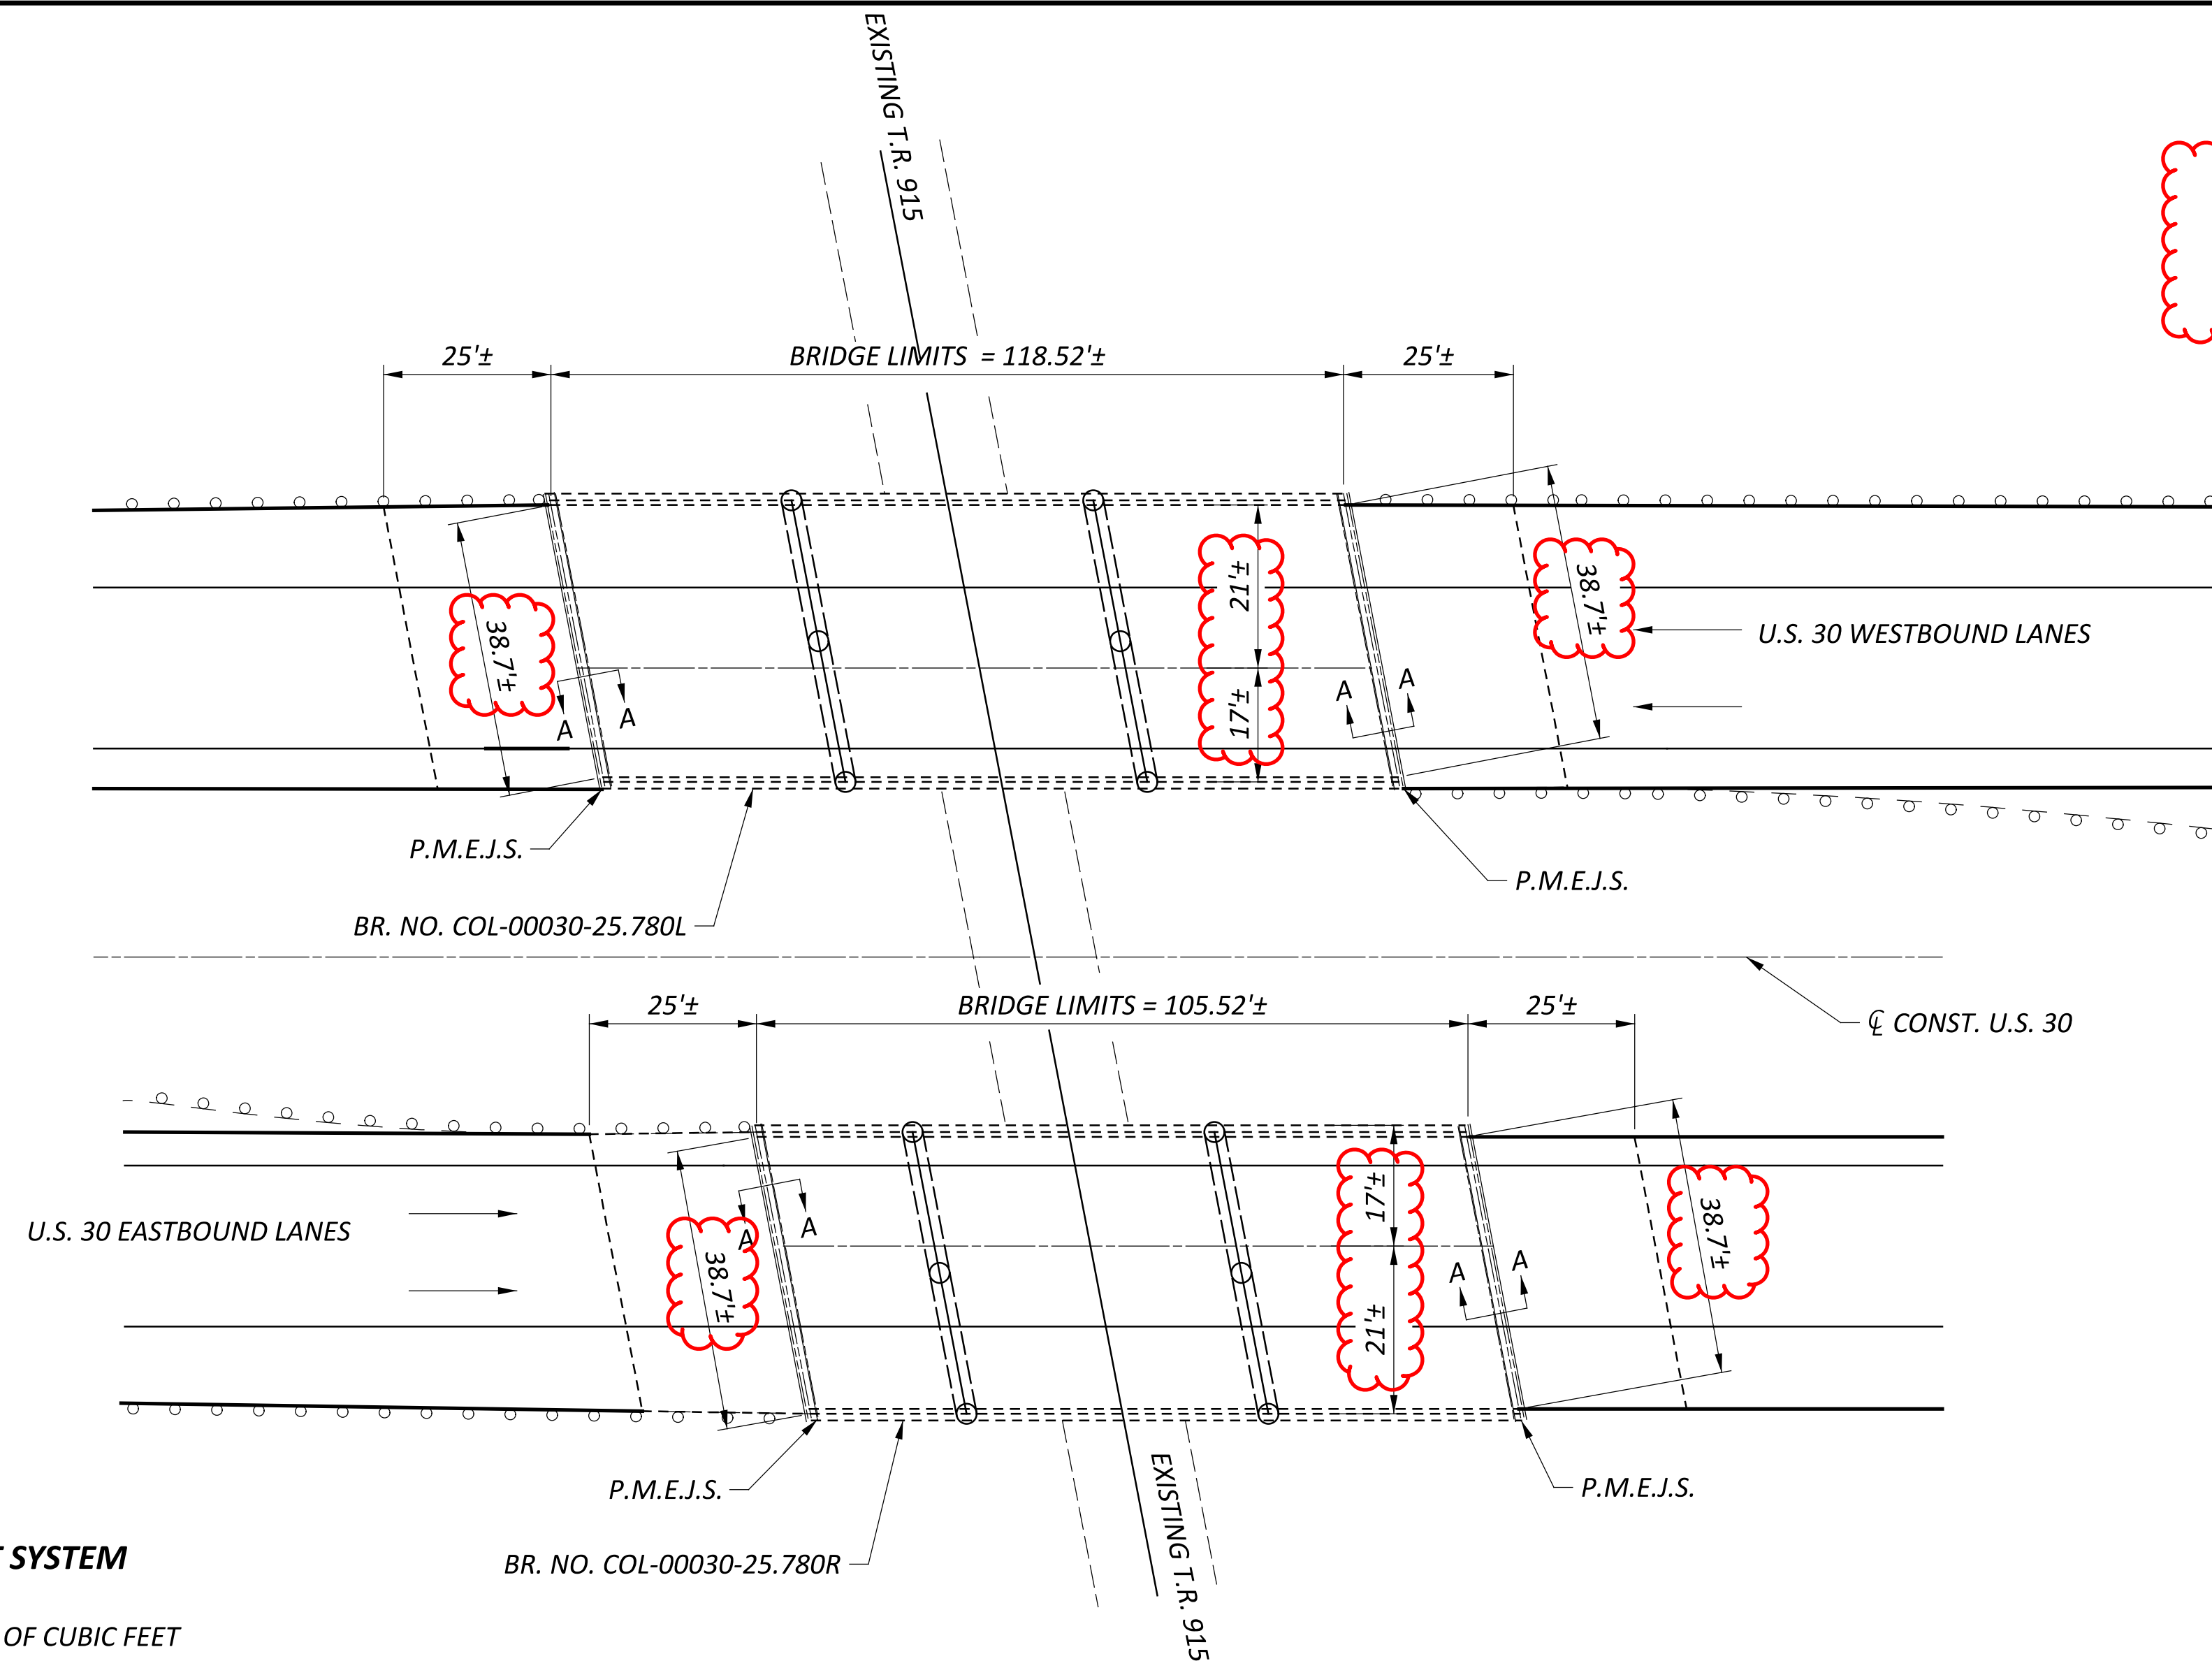 EXISTING T.R. 915
25'±
BRIDGE LIMITS = 118.52'±
25'±
21'±
38.7'±
38.7'±
U.S. 30 WESTBOUND LANES
17'±
A
A
A
A
P.M.E.J.S.
P.M.E.J.S.
BR. NO. COL-00030-25.780L
25'±
BRIDGE LIMITS = 105.52'±
25'±
℄ CONST. U.S. 30
17'±
38.7'±
U.S. 30 EASTBOUND LANES
A
A
38.7'±
A
A
21'±
P.M.E.J.S.
P.M.E.J.S.
SYSTEM
BR. NO. COL-00030-25.780R
EXISTING T.R. 915
OF CUBIC FEET